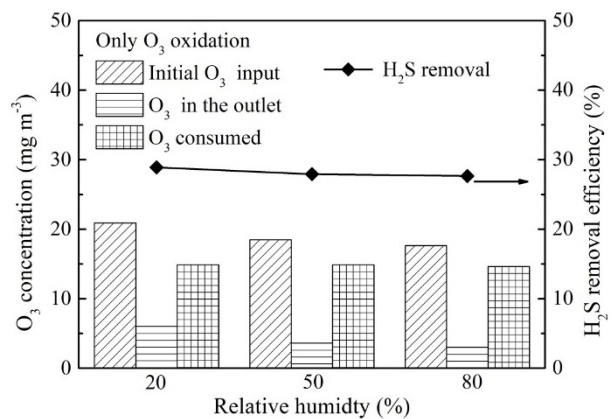 Only O₃ oxidation
Initial O₃ input
O₃ in the outlet
O₃ consumed
H₂S removal
50
40
30
20
10
0
O₃ concentration (mg m⁻³)
50
40
30
20
10
0
H₂S removal efficiency (%)
20 50 80
Relative humidty (%)